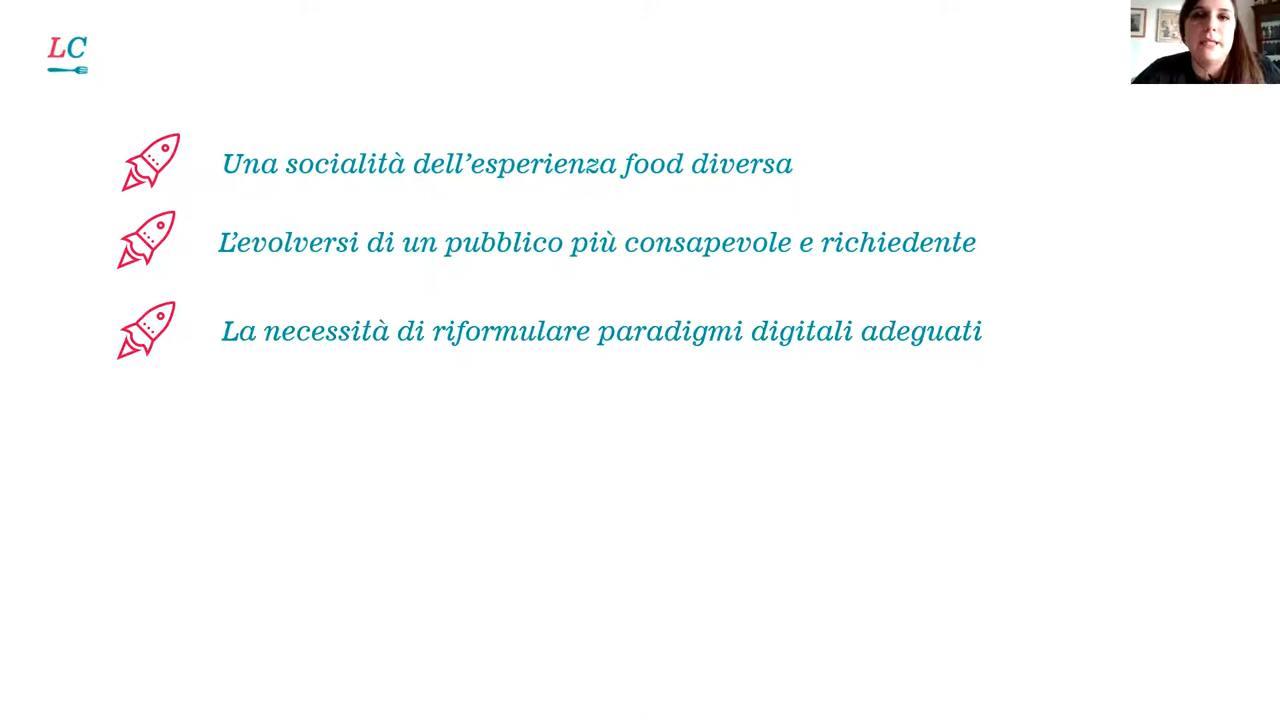 LC
Una socialità dell’esperienza food diversa
L’evolversi di un pubblico più consapevole e richiedente
La necessità di riformulare paradigmi digitali adeguati